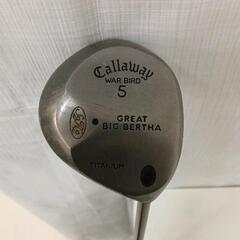 Callaway
WAR BIRD
5
GREAT
BIG BERTHA
TITANIUM